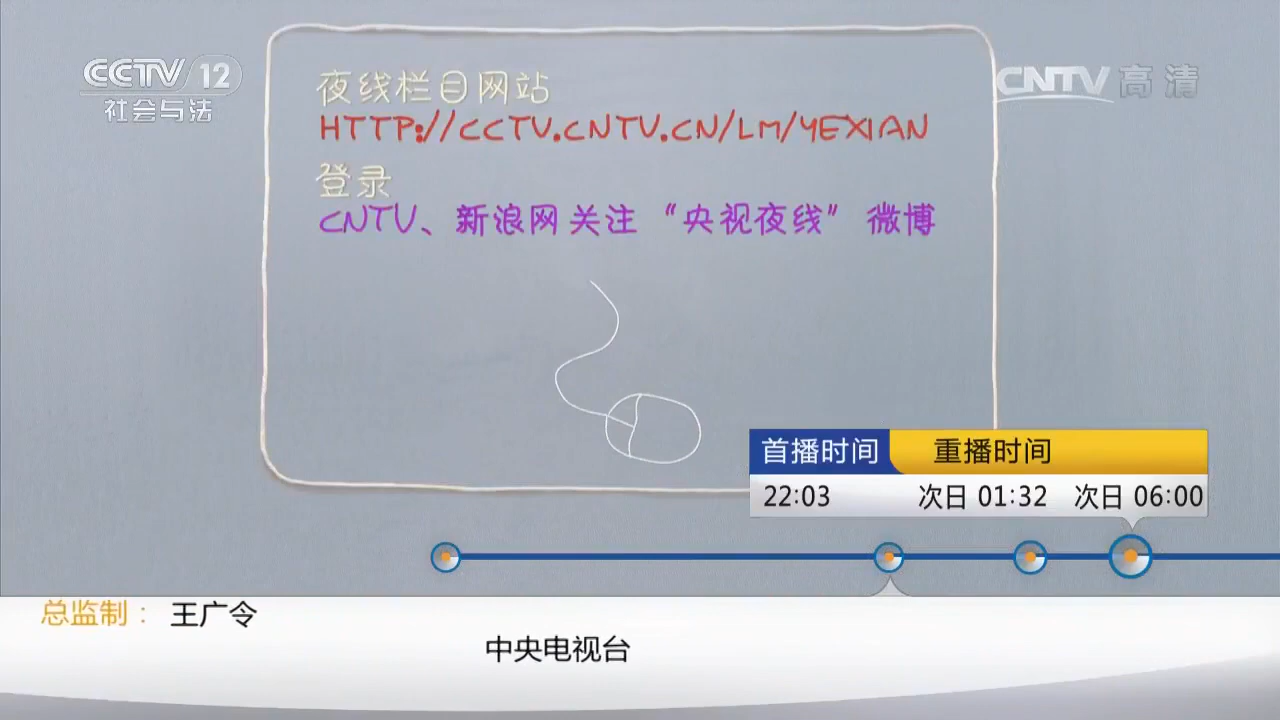 CCTV 12
社会与法
CNTV 高清
夜线栏目网站
HTTP://CCTV.CNTV.CN/LM/YEXIAN
登录
CNTV、新浪网关注“央视夜线”微博
首播时间 重播时间
22:03 次日 01:32 次日 06:00
总监制： 王广令
中央电视台